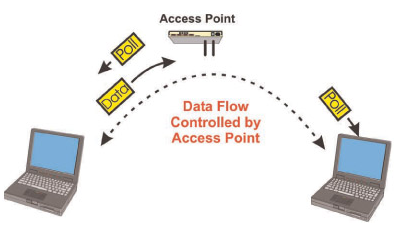 Access Point
Poll
Data
Poll
Data Flow
Controlled by
Access Point